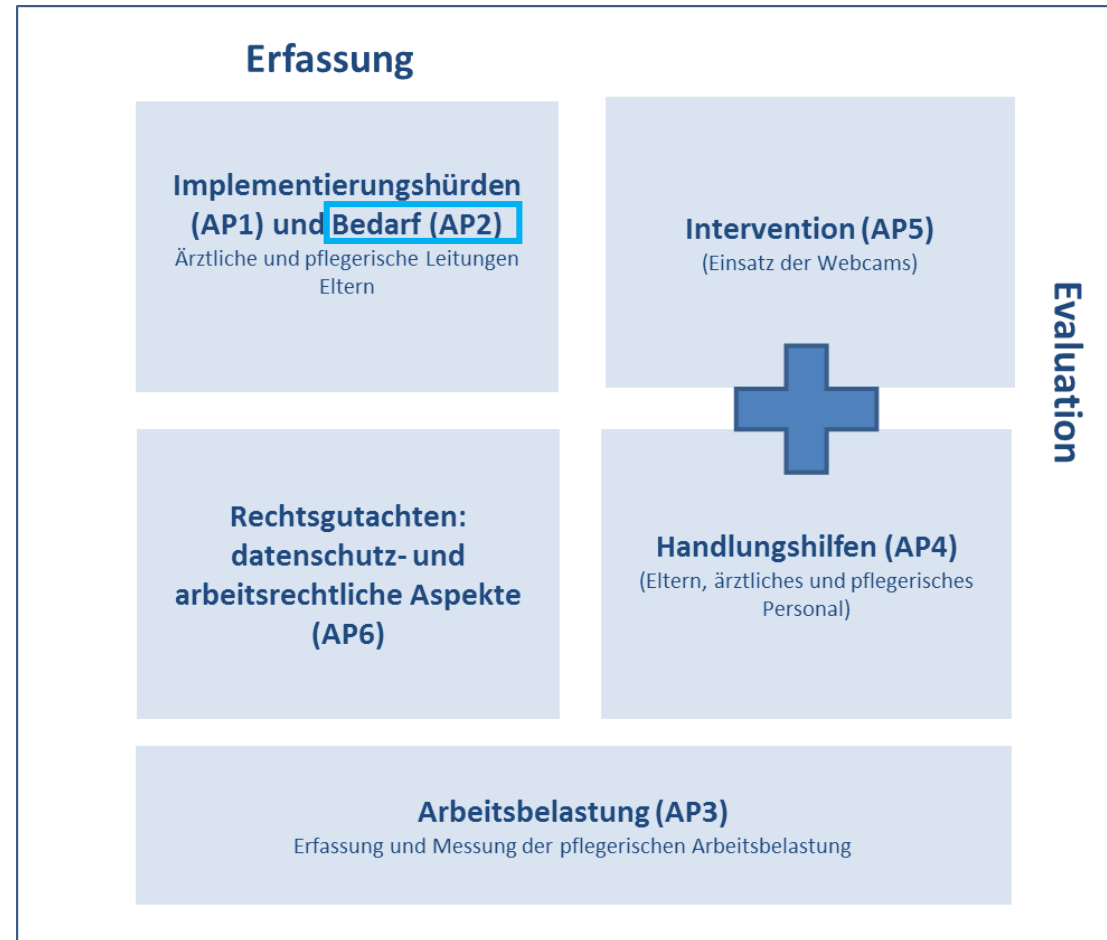 Erfassung
Implementierungshürden
(AP1) und Bedarf (AP2)
Ärztliche und pflegerische Leitungen
Eltern
Intervention (AP5)
(Einsatz der Webcams)
Evaluation
Rechtsgutachten:
datenschutz- und
arbeitsrechtliche Aspekte
(AP6)
Handlungshilfen (AP4)
(Eltern, ärztliches und pflegerisches
Personal)
Arbeitsbelastung (AP3)
Erfassung und Messung der pflegerischen Arbeitsbelastung